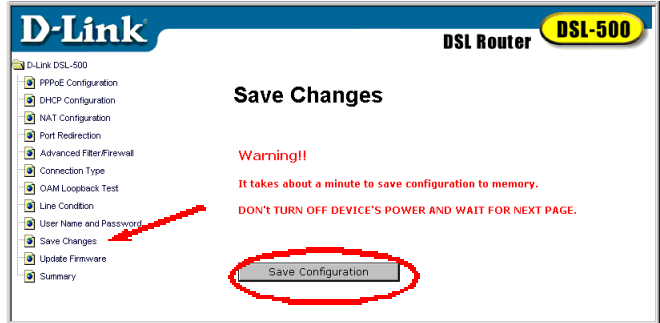 D-Link
DSL Router
DSL-500
D-Link DSL-500
PPPoE Configuration
DHCP Configuration
NAT Configuration
Port Redirection
Advanced Filter/Firewall
Connection Type
OAM Loopback Test
Line Condition
User Name and Password
Save Changes
Update Firmware
Summary
Save Changes
Warning!!
It takes about a minute to save configuration to memory.
DON't TURN OFF DEVICE'S POWER AND WAIT FOR NEXT PAGE.
Save Configuration